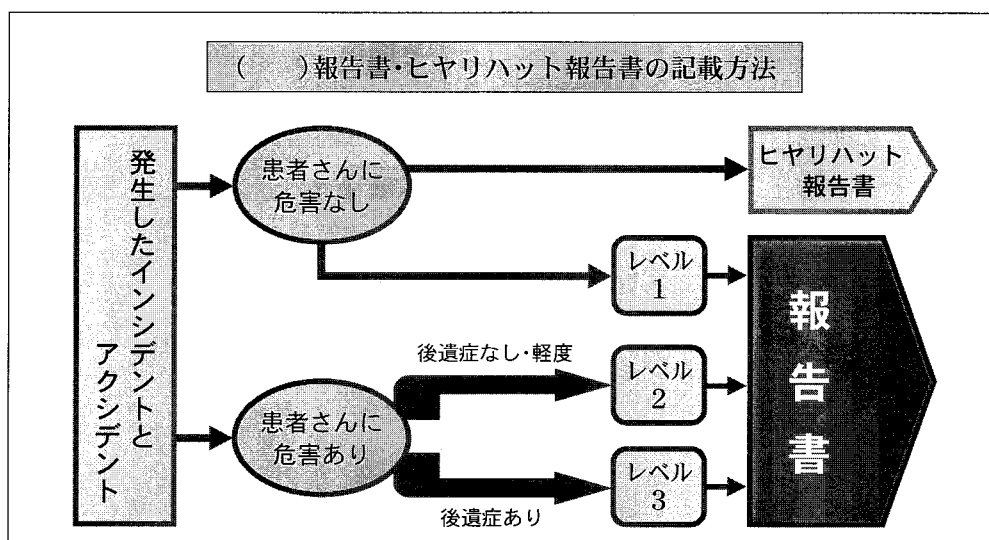 (　　)報告書・ヒヤリハット報告書の記載方法
発生したインシデントと
アクシデント
患者さんに
危害なし
ヒヤリハット
報告書
レベル
1
後遺症なし・軽度
レベル
2
患者さんに
危害あり
レベル
3
後遺症あり
報告書